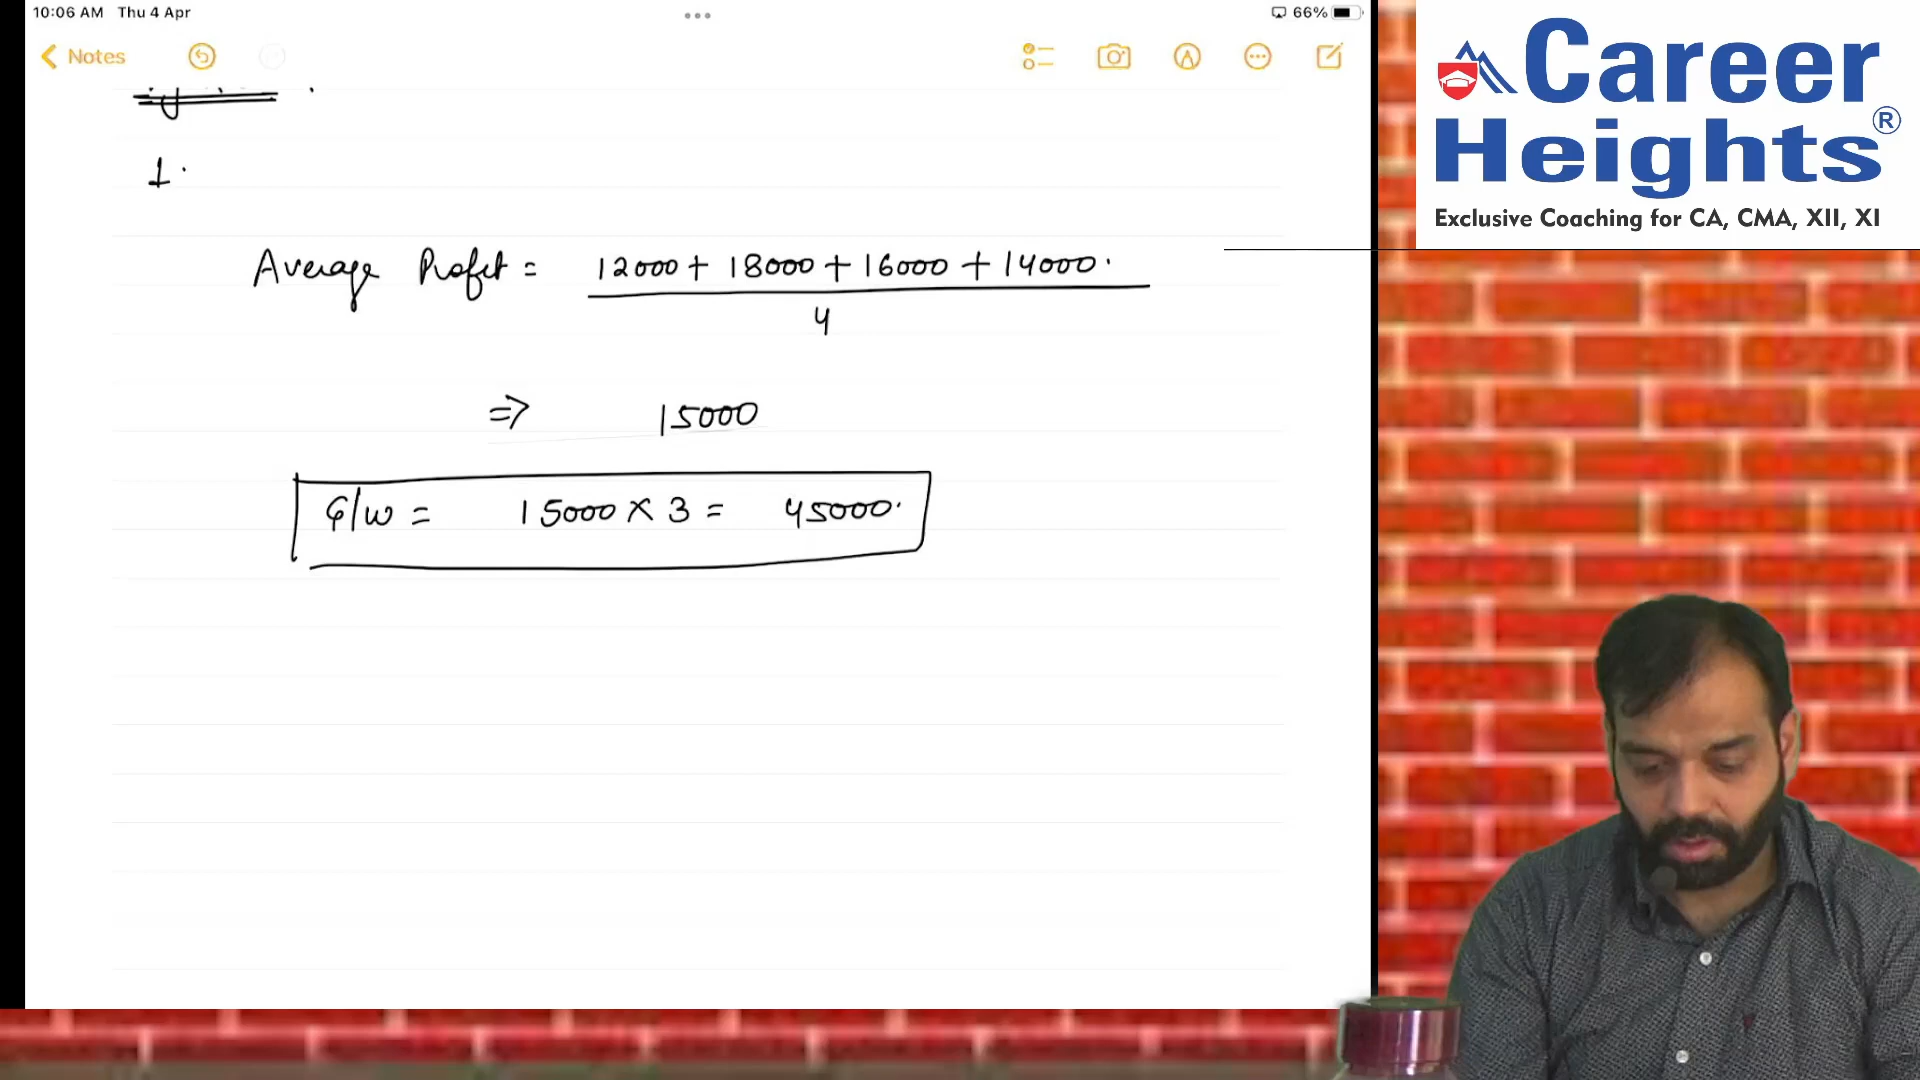 10:06 AM Thu 4 Apr
66%
Notes
1.
Average Profit = 12000 + 18000 + 16000 + 14000.
4
⇒ 15000
G/W = 15000 × 3 = 45000.
Career
Heights®
Exclusive Coaching for CA, CMA, XII, XI